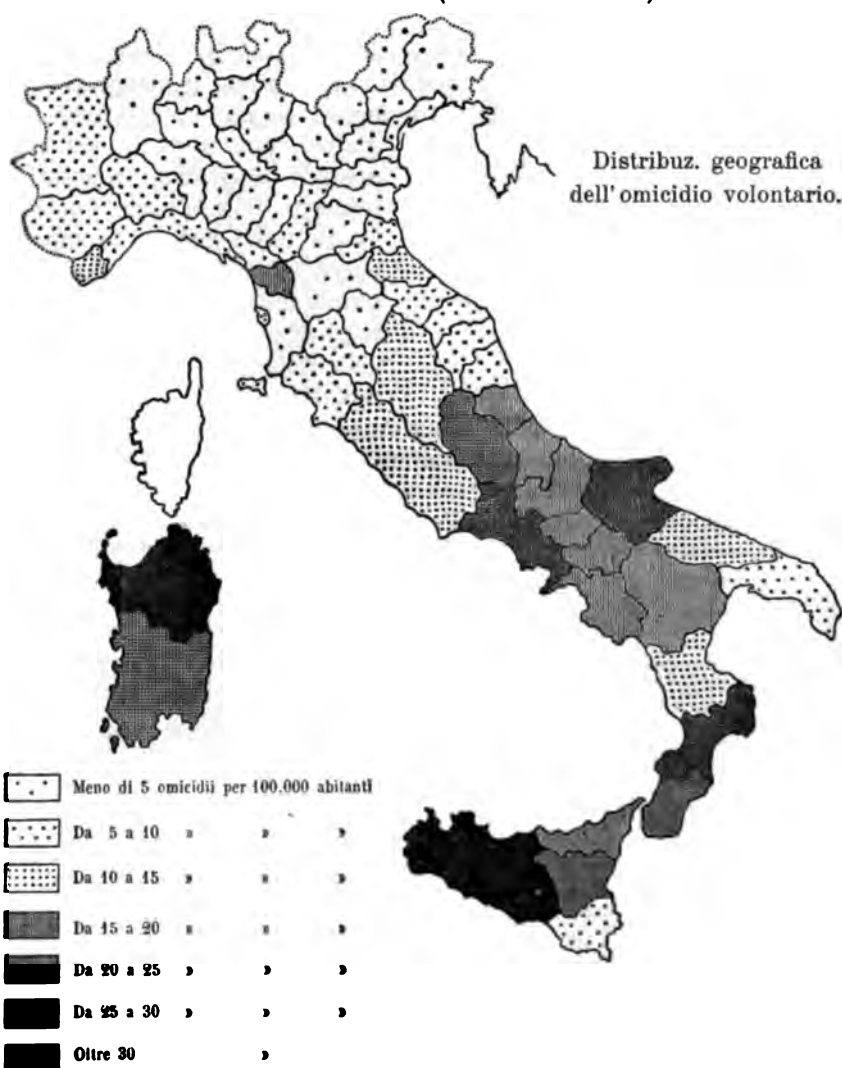 Distribuz. geografica
dell'omicidio volontario.
Meno di 5 omicidii per 100.000 abitanti
Da 5 a 10 » » »
Da 10 a 15 » » »
Da 15 a 20 » » »
Da 20 a 25 » » »
Da 25 a 30 » » »
Oltre 30 »